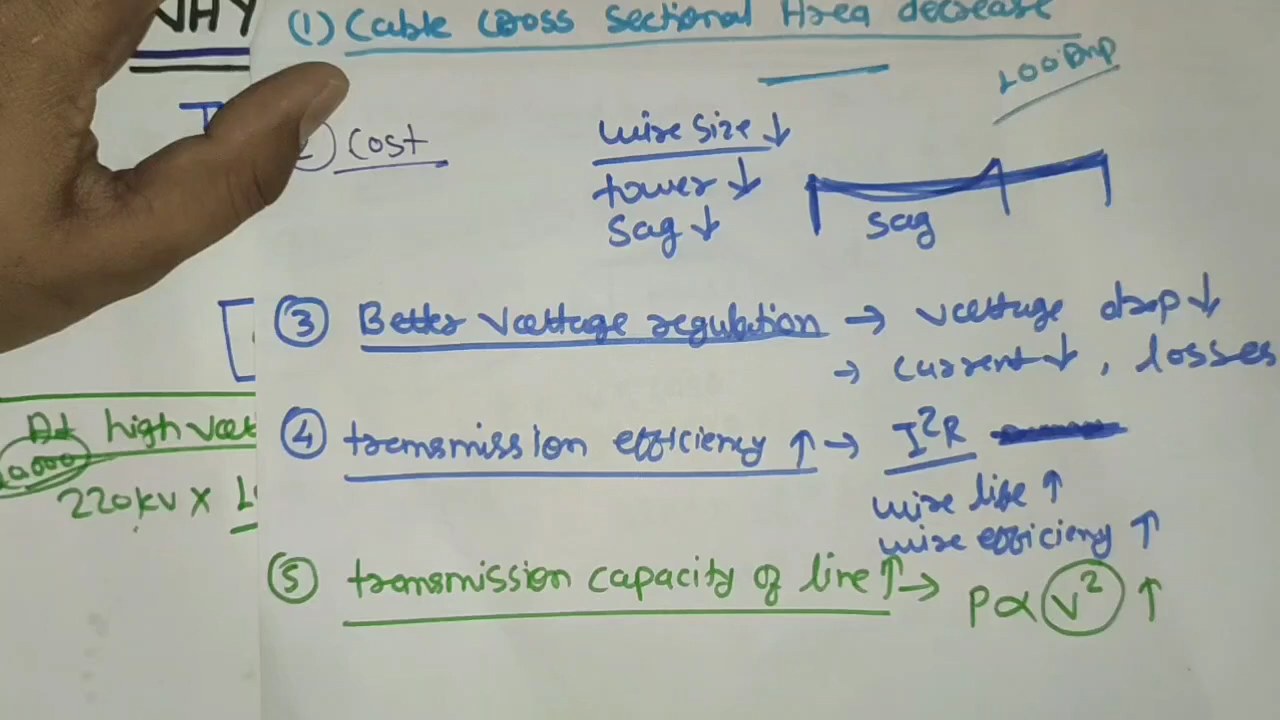 WHY
(1) Cable Cross Sectional Area decrease
100 Amp
T
Cost
wire size ↓
tower ↓
Sag ↓
sag
③ Better Voltage regulation → voltage drop ↓
→ current ↓ , losses
④ transmission efficiency ↑ → I²R
wire life ↑
wire efficiency ↑
⑤ transmission capacity of line ↑ → P∝ V² ↑
At high volt
220kV X